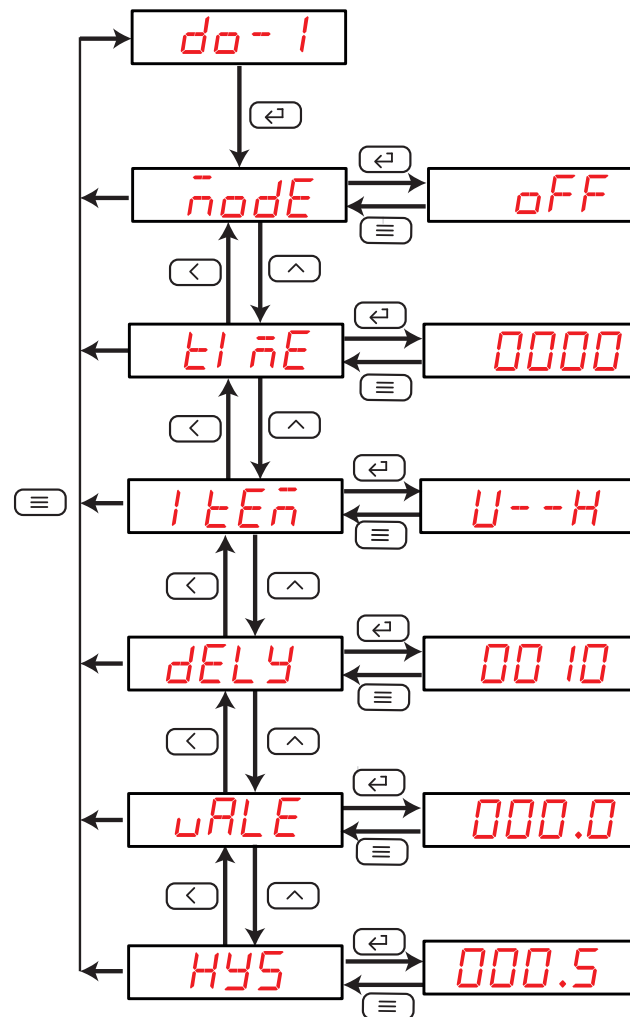 do-1
modE
oFF
tImE
0000
ItEm
U--H
dELy
0010
vALE
000.0
HyS
000.5